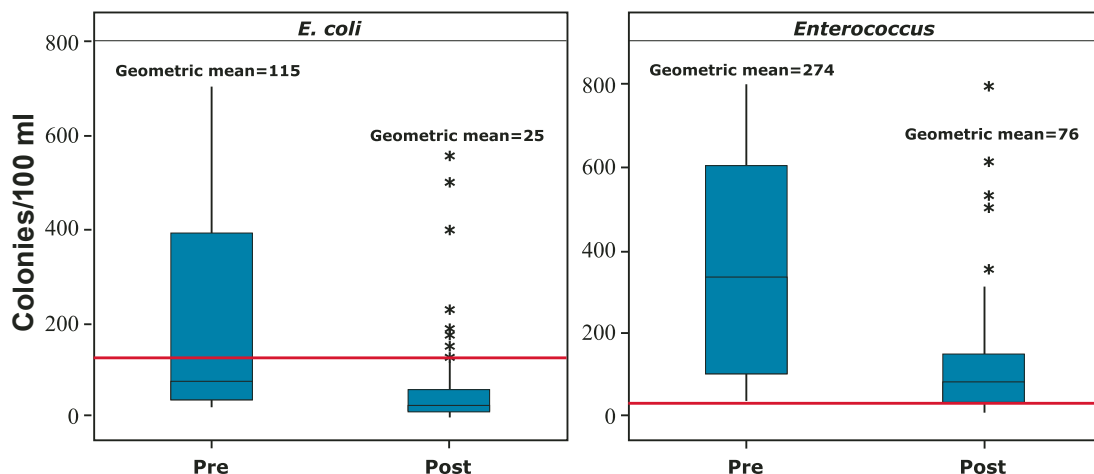 E. coli
Enterococcus
Geometric mean=115
Geometric mean=25
Geometric mean=274
Geometric mean=76
Colonies/100 ml
800
600
400
200
0
800
600
400
200
0
Pre
Post
Pre
Post